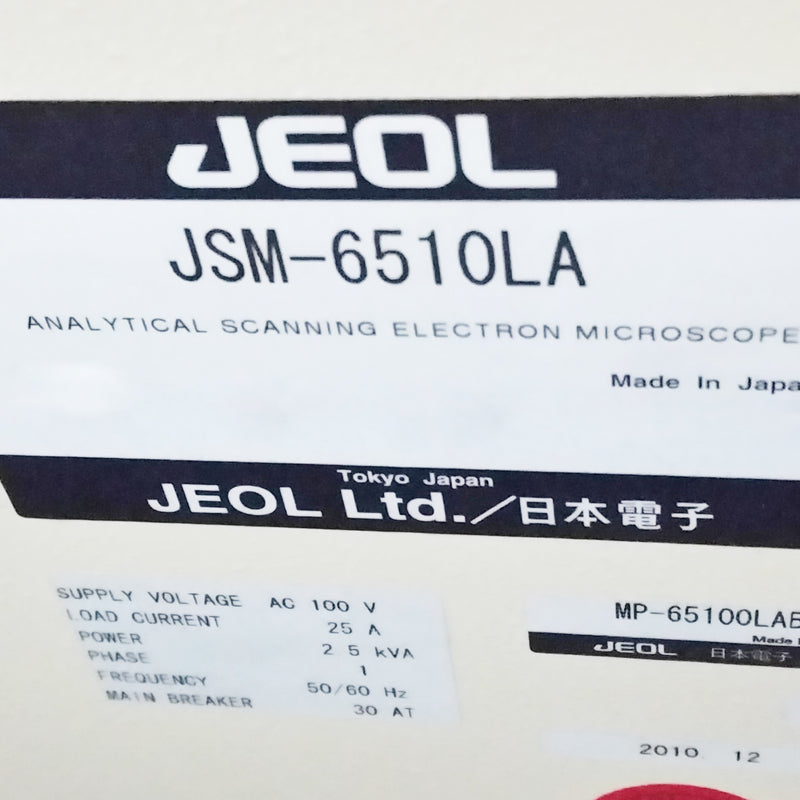 JEOL
JSM-6510LA
ANALYTICAL SCANNING ELECTRON MICROSCOPE
Made In Japa
Tokyo Japan
JEOL Ltd./日本電子
SUPPLY VOLTAGE AC 100 V
LOAD CURRENT 25 A
POWER 2.5 kVA
PHASE 1
FREQUENCY 50/60 Hz
MAIN BREAKER 30 AT
MP-65100LAB
Made
JEOL 日本電子
2010. 12